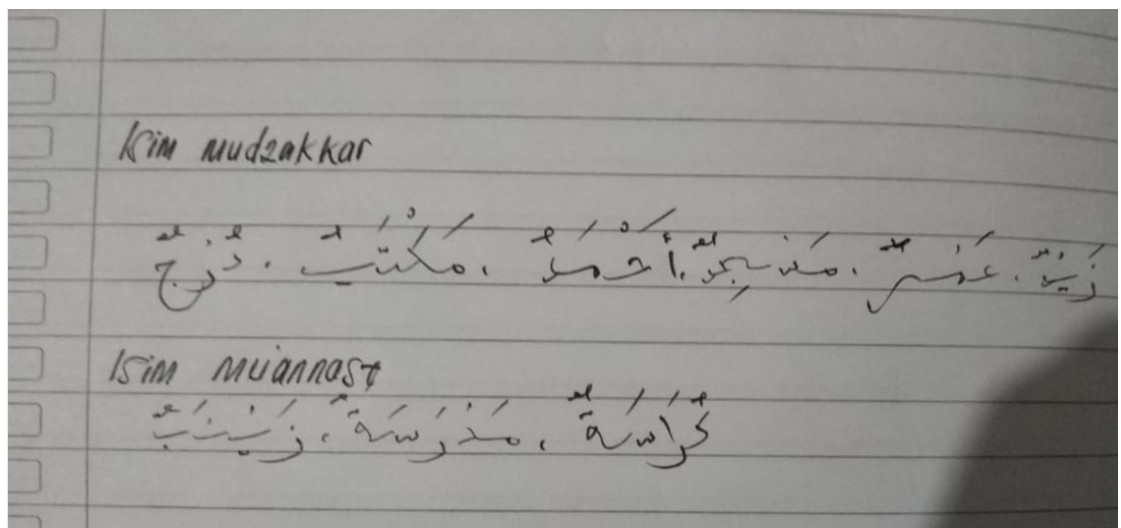 Isim mudzakkar
زَيْدٌ، عُمَرٌ، مَسْجِدٌ، أَحْمَدُ، مَكْتَبٌ، دُرْجٌ
Isim muannast
كُرَّاسَةٌ، مَدْرَسَةٌ، زَيْنَبُ